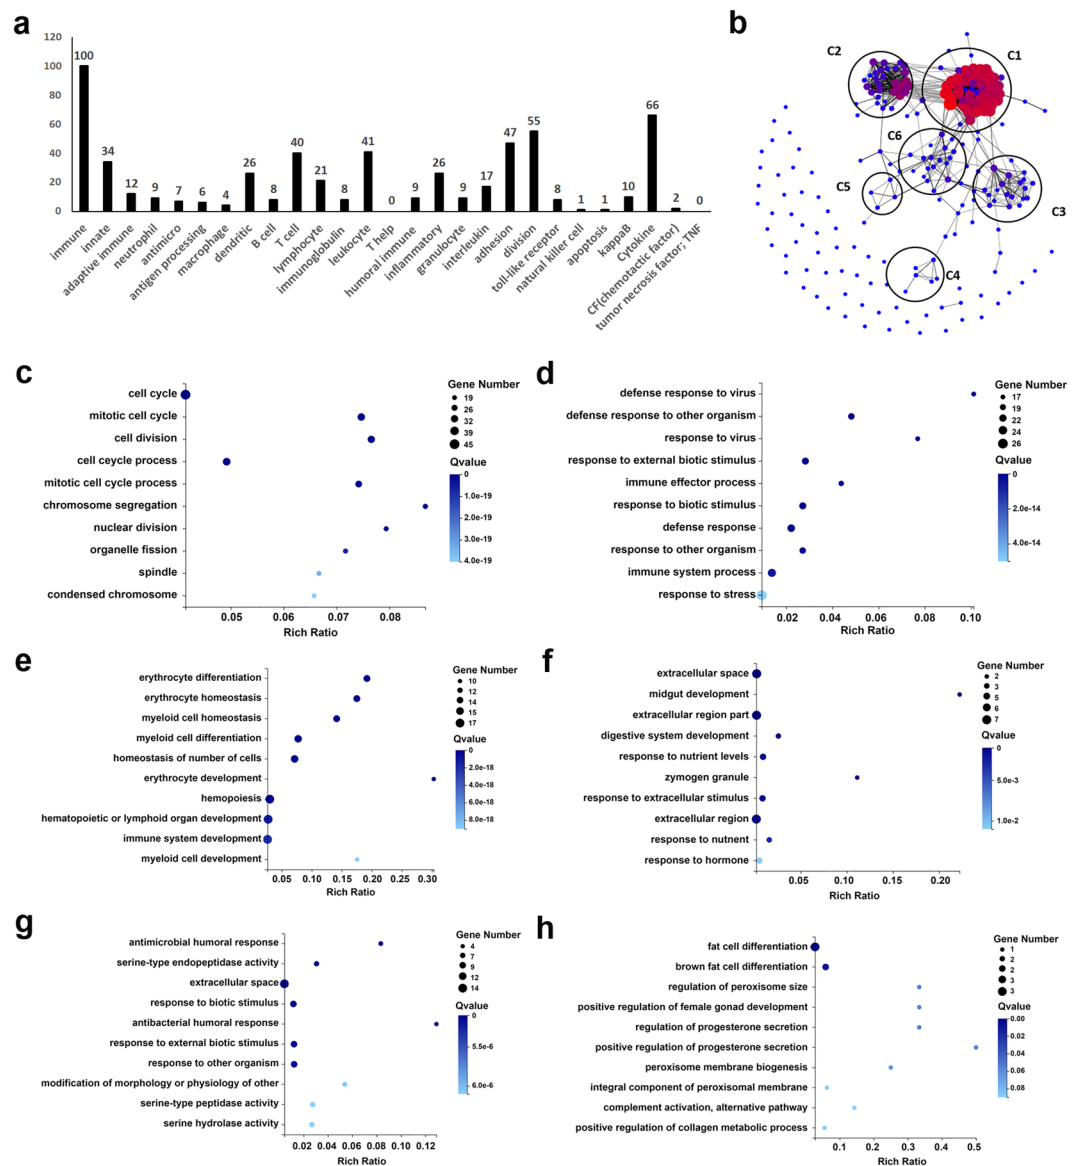 a
120
100
80
60
40
20
0
100
34
12
9
7
6
4
26
8
40
21
8
41
0
9
26
9
17
47
55
8
1
1
10
66
2
0
immune
innate
adaptive immune
neutrophil
antimicro
antigen processing
macrophage
dendritic
B cell
T cell
lymphocyte
immunoglobulin
leukocyte
T help
humoral immune
inflammatory
granulocyte
interleukin
adhesion
division
toll-like receptor
natural killer cell
apoptosis
kappaB
Cytokine
CF(chemotactic factor)
tumor necrosis factor; TNF
b
C2
C1
C6
C5
C3
C4
c
cell cycle
mitotic cell cycle
cell division
cell ceycle process
mitotic cell cycle process
chromosome segregation
nuclear division
organelle fission
spindle
condensed chromosome
0.05
0.06
0.07
0.08
Rich Ratio
Gene Number
19
26
32
39
45
Qvalue
0
1.0e-19
2.0e-19
3.0e-19
4.0e-19
d
defense response to virus
defense response to other organism
response to virus
response to external biotic stimulus
immune effector process
response to biotic stimulus
defense response
response to other organism
immune system process
response to stress
0.02
0.04
0.06
0.08
0.10
Rich Ratio
Gene Number
17
19
22
24
26
Qvalue
0
2.0e-14
4.0e-14
e
erythrocyte differentiation
erythrocyte homeostasis
myeloid cell homeostasis
myeloid cell differentiation
homeostasis of number of cells
erythrocyte development
hemopoiesis
hematopoietic or lymphoid organ development
immune system development
myeloid cell development
0.05
0.10
0.15
0.20
0.25
0.30
Rich Ratio
Gene Number
10
12
14
15
17
Qvalue
0
2.0e-18
4.0e-18
6.0e-18
8.0e-18
f
extracellular space
midgut development
extracellular region part
digestive system development
response to nutrient levels
zymogen granule
response to extracellular stimulus
extracellular region
response to nutnent
response to hormone
0.05
0.10
0.15
0.20
Rich Ratio
Gene Number
2
3
5
6
7
Qvalue
0
5.0e-3
1.0e-2
g
antimicrobial humoral response
serine-type endopeptidase activity
extracellular space
response to biotic stimulus
antibacterial humoral response
response to external biotic stimulus
response to other organism
modification of morphology or physiology of other
serine-type peptidase activity
serine hydrolase activity
0.02
0.04
0.06
0.08
0.10
0.12
Rich Ratio
Gene Number
4
7
9
12
14
Qvalue
0
5.5e-6
6.0e-6
h
fat cell differentiation
brown fat cell differentiation
regulation of peroxisome size
positive regulation of female gonad development
regulation of progesterone secretion
positive regulation of progesterone secretion
peroxisome membrane biogenesis
integral component of peroxisomal membrane
complement activation, alternative pathway
positive regulation of collagen metabolic process
0.1
0.2
0.3
0.4
0.5
Rich Ratio
Gene Number
1
2
2
3
3
Qvalue
0.00
0.02
0.04
0.06
0.08